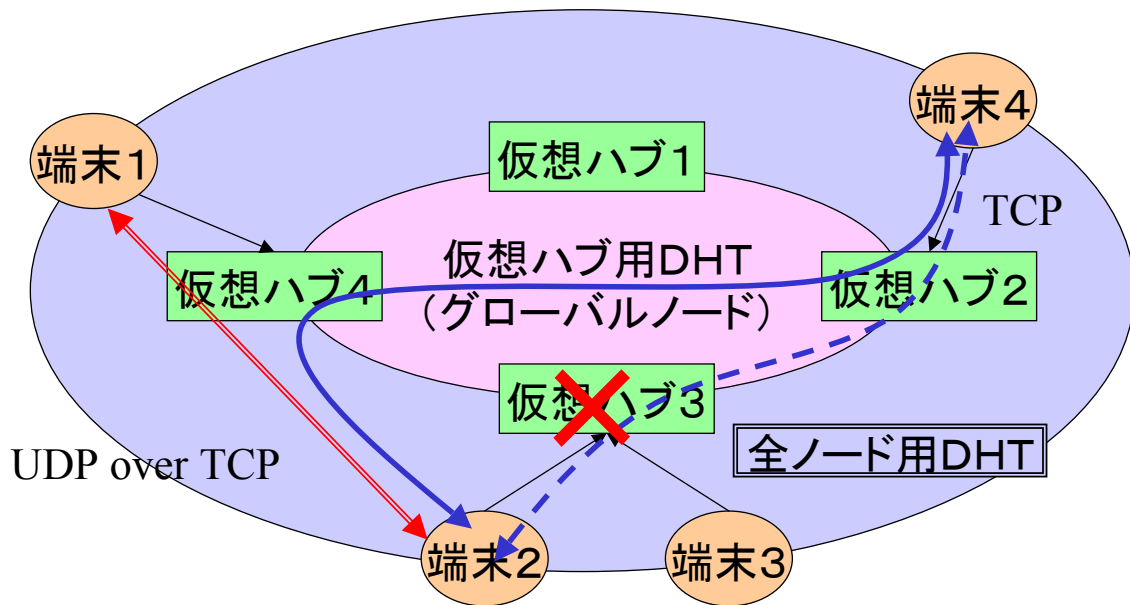 端末4
端末1
仮想ハブ1
TCP
仮想ハブ用DHT
(グローバルノード)
仮想ハブ4
仮想ハブ2
仮想ハブ3
全ノード用DHT
UDP over TCP
端末2
端末3